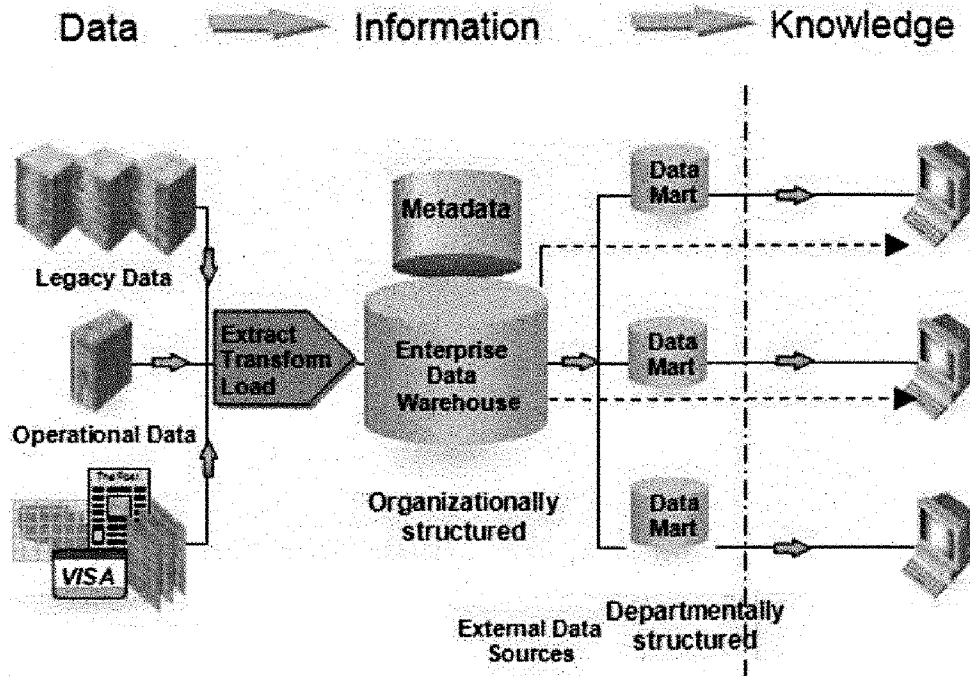 Data
Information
Knowledge
Legacy Data
Operational Data
VISA
Extract
Transform
Load
Metadata
Enterprise
Data
Warehouse
Organizationally
structured
Data
Mart
Data
Mart
Data
Mart
External Data
Sources
Departmentally
structured